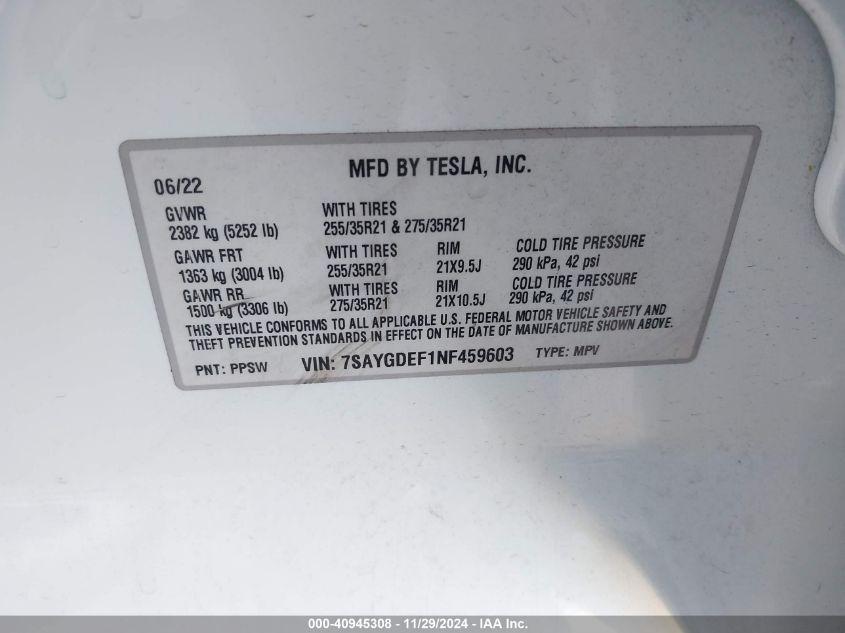 MFD BY TESLA, INC.
06/22
GVWR WITH TIRES
2382 kg (5252 lb) 255/35R21 & 275/35R21
GAWR FRT WITH TIRES RIM COLD TIRE PRESSURE
1363 kg (3004 lb) 255/35R21 21X9.5J 290 kPa, 42 psi
GAWR RR WITH TIRES RIM COLD TIRE PRESSURE
1500 kg (3306 lb) 275/35R21 21X10.5J 290 kPa, 42 psi
THIS VEHICLE CONFORMS TO ALL APPLICABLE U.S. FEDERAL MOTOR VEHICLE SAFETY AND
THEFT PREVENTION STANDARDS IN EFFECT ON THE DATE OF MANUFACTURE SHOWN ABOVE.
PNT: PPSW VIN: 7SAYGDEF1NF459603 TYPE: MPV
000-40945308 - 11/29/2024 - IAA Inc.